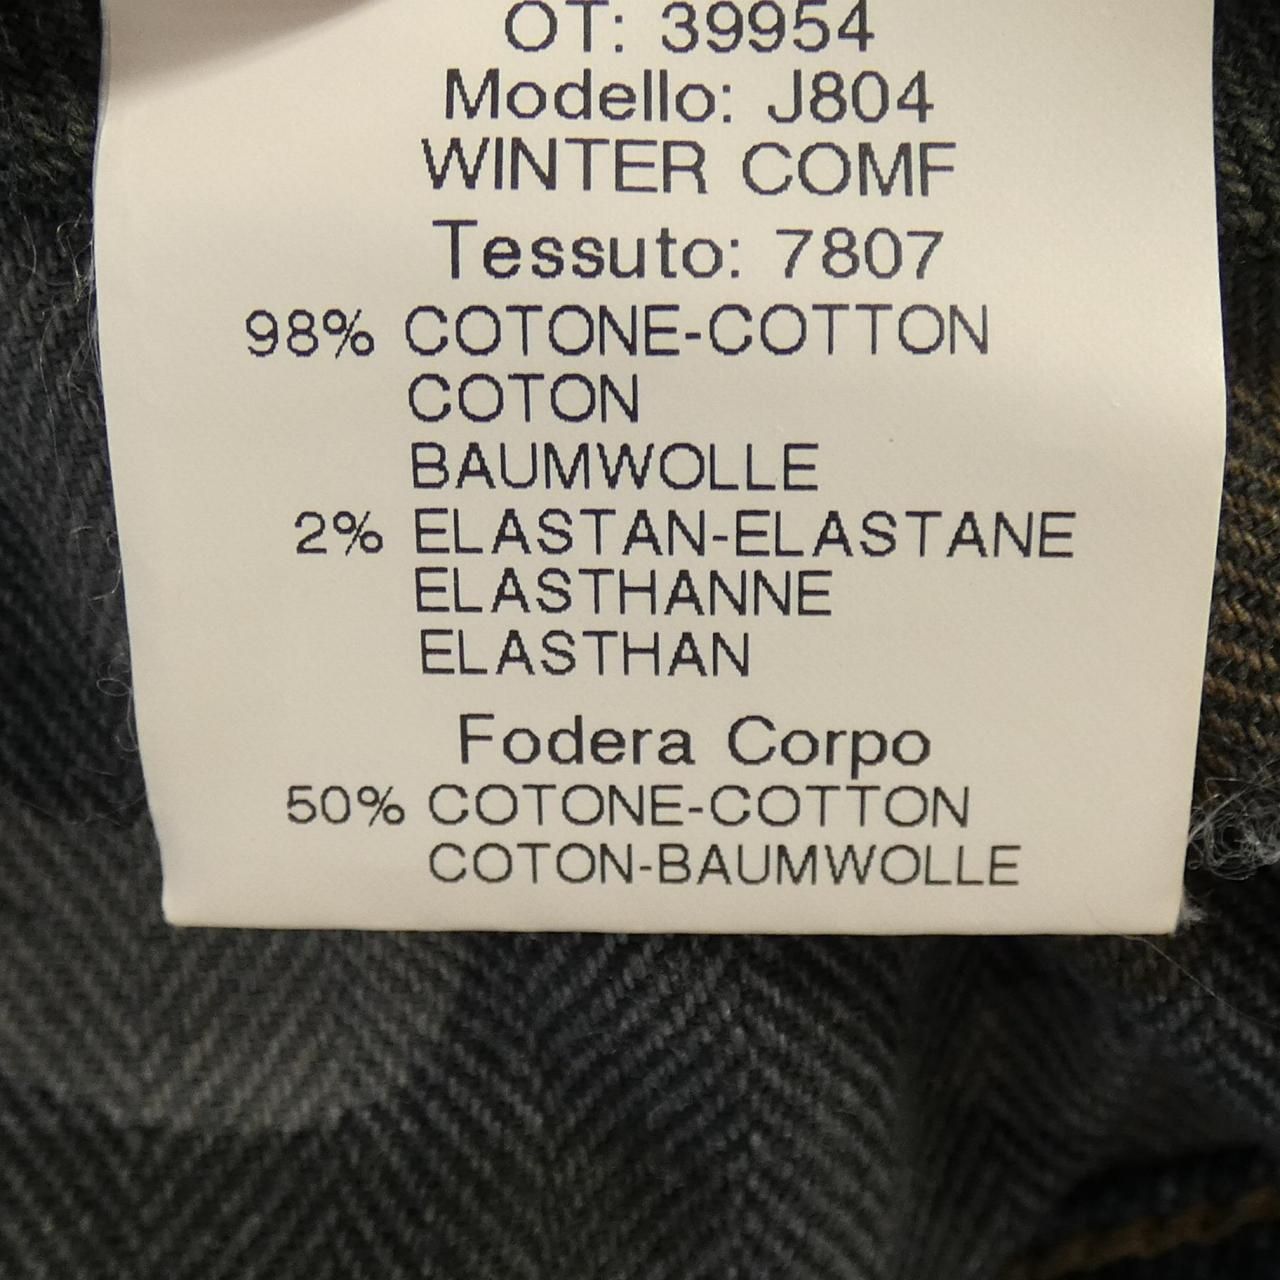 OT: 39954
Modello: J804
WINTER COMF
Tessuto: 7807
98% COTONE-COTTON
COTON
BAUMWOLLE
2% ELASTAN-ELASTANE
ELASTHANNE
ELASTHAN
Fodera Corpo
50% COTONE-COTTON
COTON-BAUMWOLLE